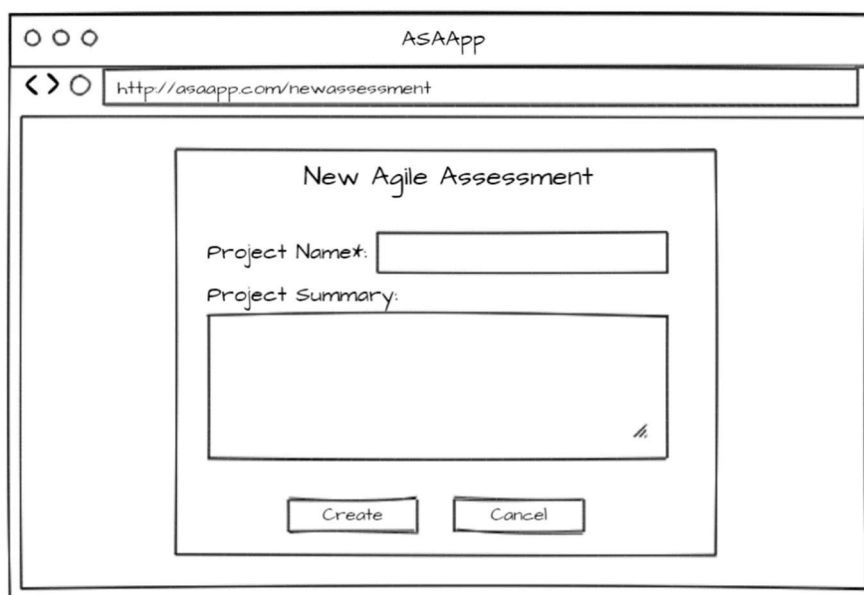 ASAApp
http://asaapp.com/newassessment
New Agile Assessment
Project Name*:
Project Summary:
Create Cancel